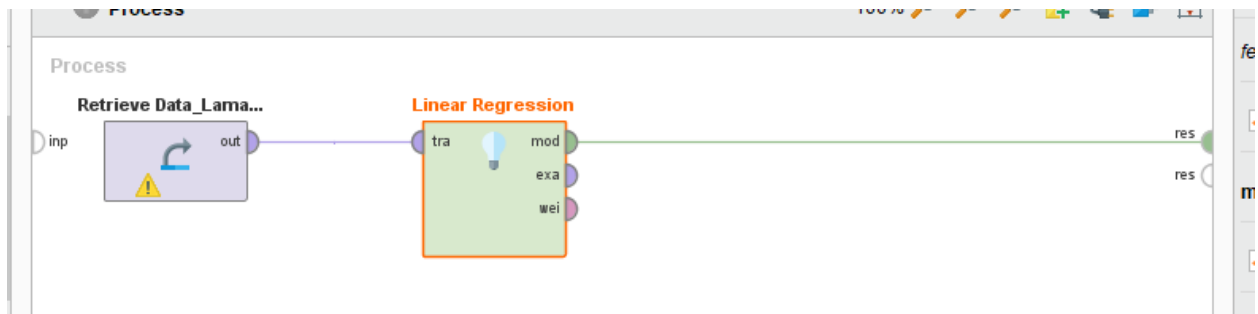 Process
100%
Process
Retrieve Data_Lama...
Linear Regression
inp
out
tra
mod
exa
wei
res
res
fe
m